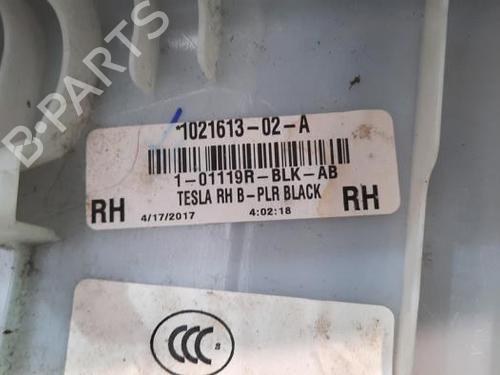 B-PARTS
*1021613-02-A
1-01119R-BLK-AB
TESLA RH B-PLR BLACK
RH 4/17/2017 4:02:18 RH
CCC S